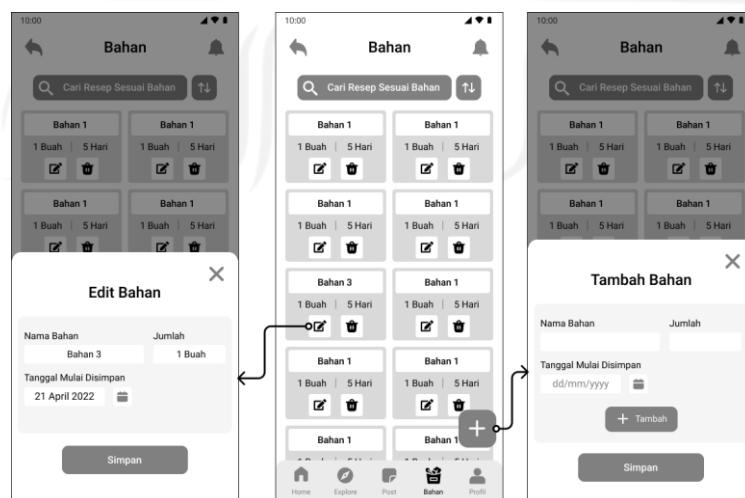 10:00
Bahan
Cari Resep Sesuai Bahan
Bahan 1
Bahan 1
1 Buah | 5 Hari
1 Buah | 5 Hari
Bahan 1
Bahan 1
1 Buah | 5 Hari
1 Buah | 5 Hari
Edit Bahan
Nama Bahan
Jumlah
Bahan 3
1 Buah
Tanggal Mulai Disimpan
21 April 2022
Simpan
10:00
Bahan
Cari Resep Sesuai Bahan
Bahan 1
Bahan 1
1 Buah | 5 Hari
1 Buah | 5 Hari
Bahan 1
Bahan 1
1 Buah | 5 Hari
1 Buah | 5 Hari
Bahan 3
Bahan 1
1 Buah | 5 Hari
1 Buah | 5 Hari
Bahan 1
Bahan 1
1 Buah | 5 Hari
1 Buah | 5 Hari
Bahan 1
Bahan 1
Home
Explore
Post
Bahan
Profil
10:00
Bahan
Cari Resep Sesuai Bahan
Bahan 1
Bahan 1
1 Buah | 5 Hari
1 Buah | 5 Hari
Bahan 1
Bahan 1
1 Buah | 5 Hari
1 Buah | 5 Hari
Tambah Bahan
Nama Bahan
Jumlah
Tanggal Mulai Disimpan
dd/mm/yyyy
+ Tambah
Simpan